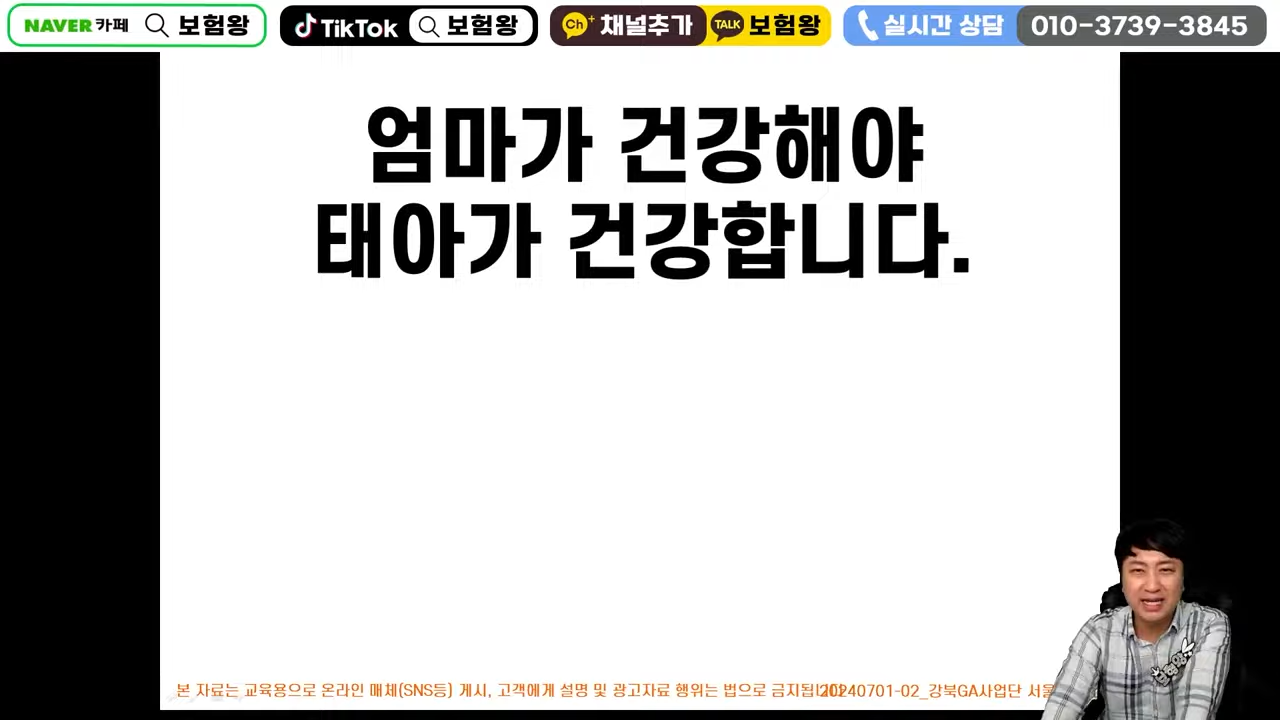 NAVER 카페 보험왕
TikTok 보험왕
Ch+ 채널추가 TALK 보험왕
실시간 상담 010-3739-3845
엄마가 건강해야
태아가 건강합니다.
본 자료는 교육용으로 온라인 매체(SNS등) 게시, 고객에게 설명 및 광고자료 행위는 법으로 금지됩니다.
20240701-02_강북GA사업단 서울
보험왕